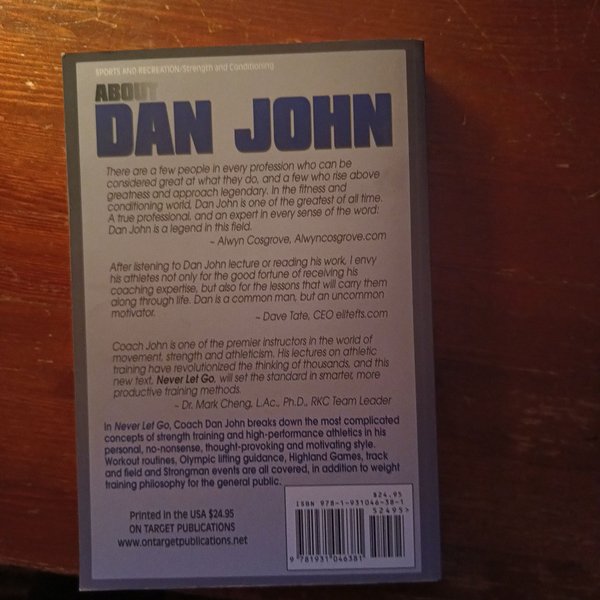 SPORTS AND RECREATION/Strength and Conditioning
ABOUT
DAN JOHN
There are a few people in every profession who can be
considered great at what they do, and a few who rise above
greatness and approach legendary. In the fitness and
conditioning world, Dan John is one of the greatest of all time.
A true professional, and an expert in every sense of the word:
Dan John is a legend in this field.
~ Alwyn Cosgrove, Alwyncosgrove.com
After listening to Dan John lecture or reading his work, I envy
his athletes not only for the good fortune of receiving his
coaching expertise, but also for the lessons that will carry them
along through life. Dan is a common man, but an uncommon
motivator.
~ Dave Tate, CEO elitefts.com
Coach John is one of the premier instructors in the world of
movement, strength and athleticism. His lectures on athletic
training have revolutionized the thinking of thousands, and this
new text, Never Let Go, will set the standard in smarter, more
productive training methods.
~ Dr. Mark Cheng, L.Ac., Ph.D., RKC Team Leader
In Never Let Go, Coach Dan John breaks down the most complicated
concepts of strength training and high-performance athletics in his
personal, no-nonsense, thought-provoking and motivating style.
Workout routines, Olympic lifting guidance, Highland Games, track
and field and Strongman events are all covered, in addition to weight
training philosophy for the general public.
Printed in the USA $24.95
ON TARGET PUBLICATIONS
www.ontargetpublications.net
$24.95
ISBN 978-1-931046-38-1
52495>
9 781931 046381